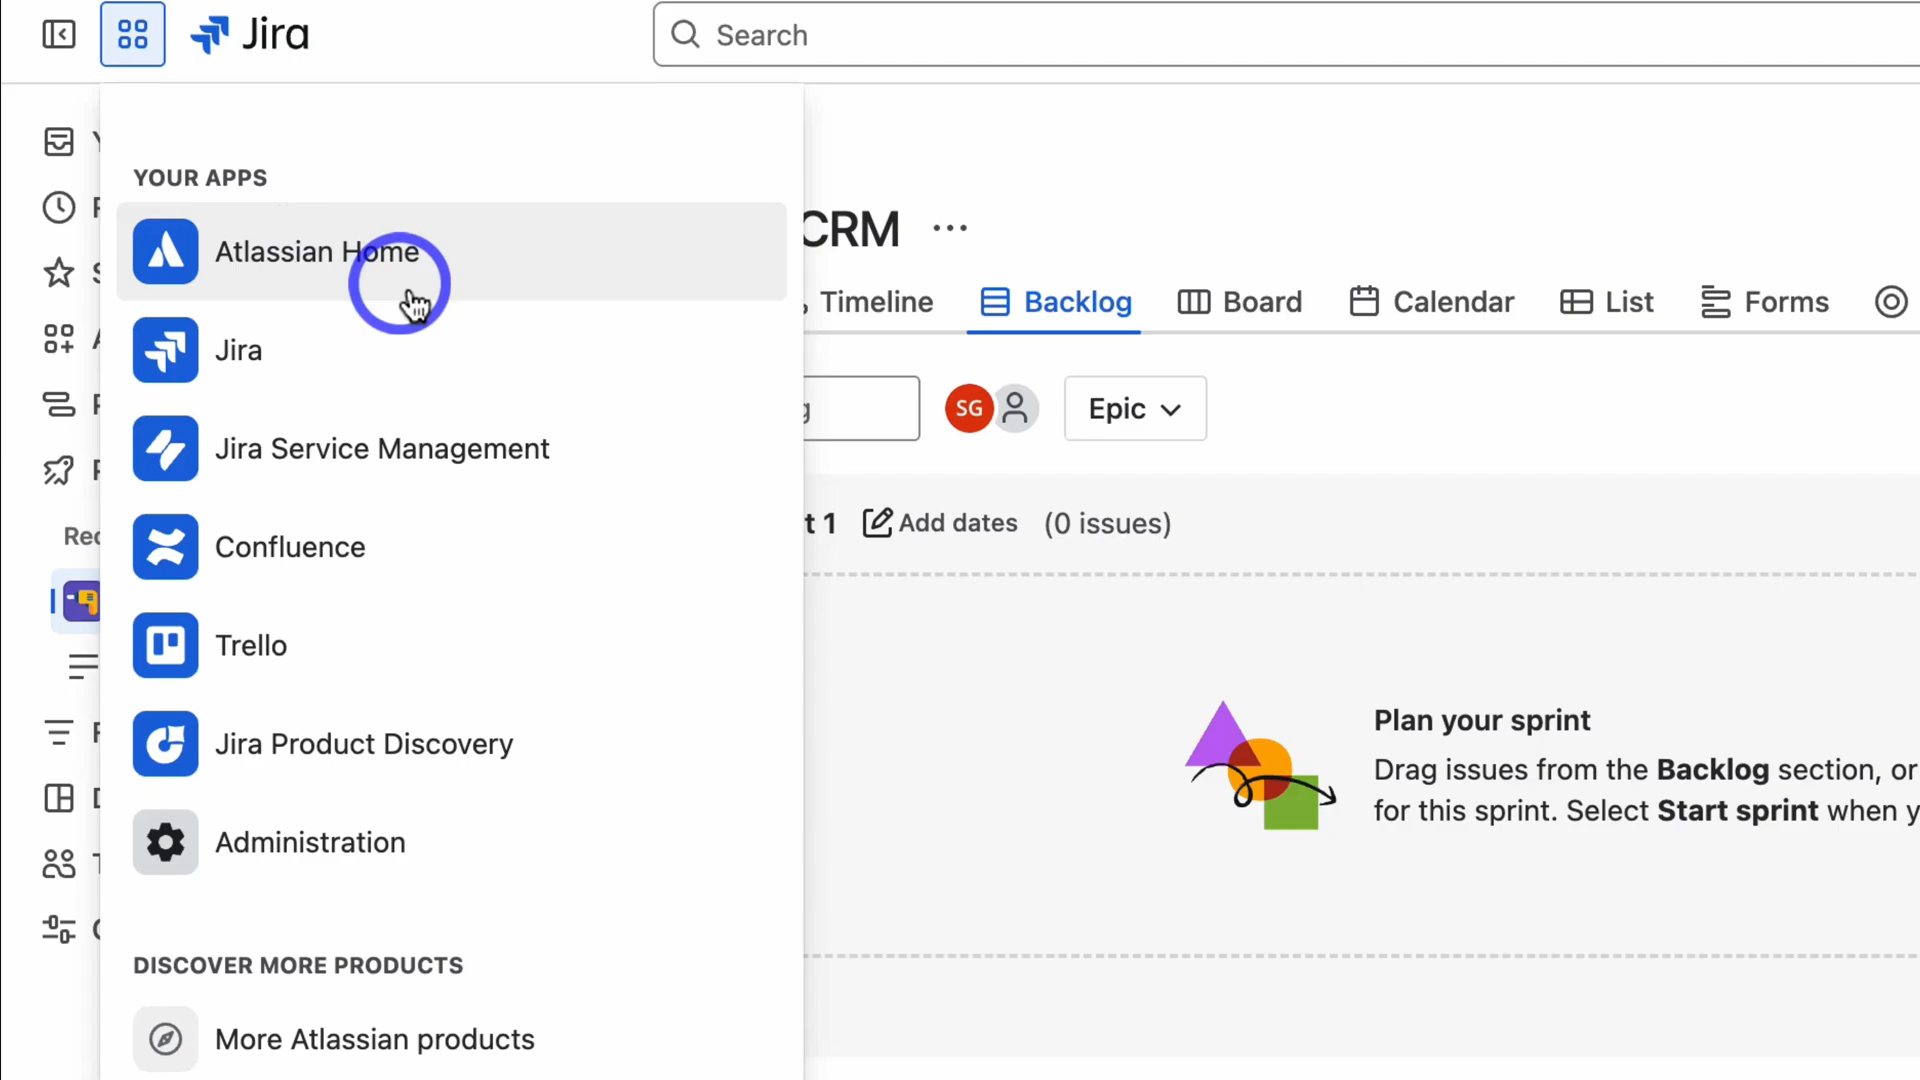 Jira
Search
YOUR APPS
Atlassian Home
Jira
Jira Service Management
Confluence
Trello
Jira Product Discovery
Administration
DISCOVER MORE PRODUCTS
More Atlassian products
CRM
Timeline
Backlog
Board
Calendar
List
Forms
SG
Epic
t 1
Add dates
(0 issues)
Plan your sprint
Drag issues from the Backlog section, or
for this sprint. Select Start sprint when y
Rec